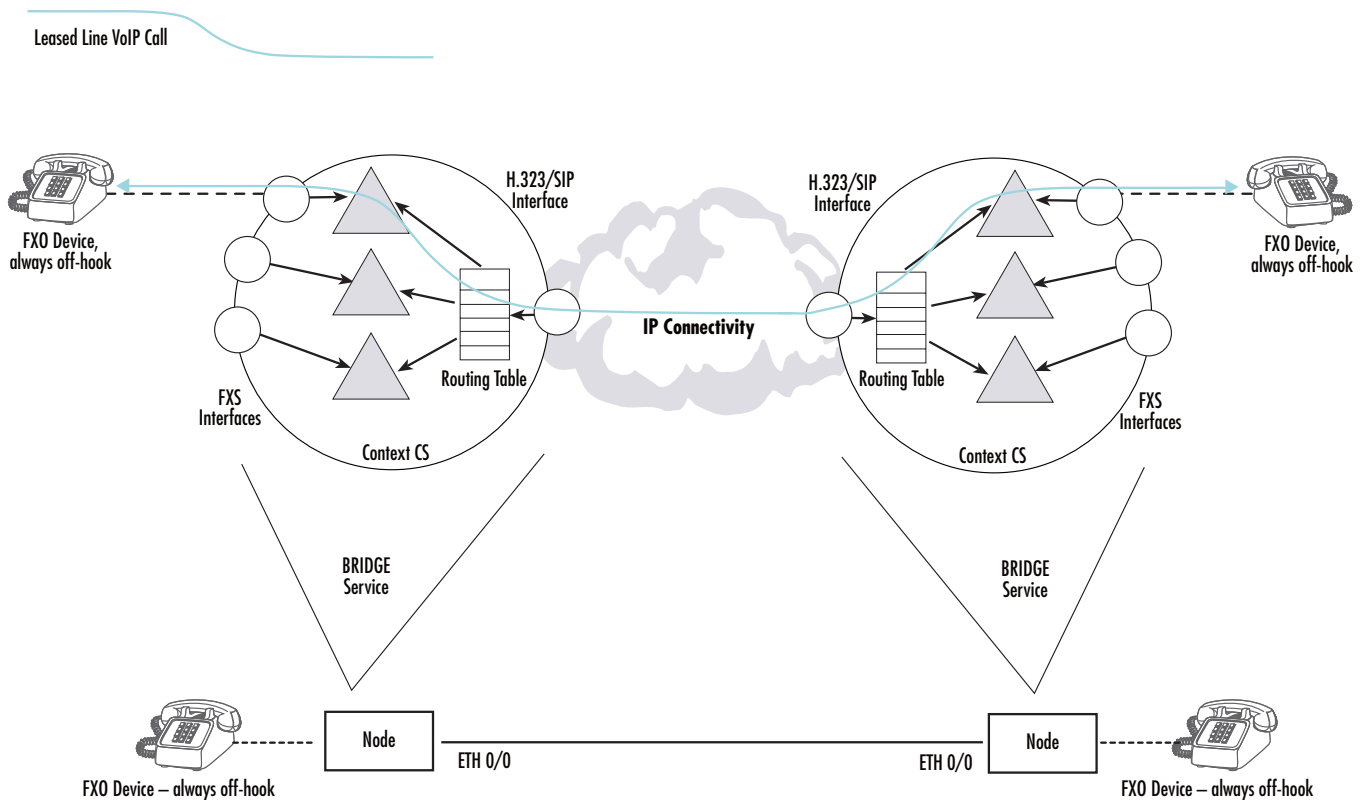 Leased Line VoIP Call
H.323/SIP
Interface
H.323/SIP
Interface
FXO Device,
always off-hook
FXO Device,
always off-hook
IP Connectivity
Routing Table
Routing Table
FXS
Interfaces
FXS
Interfaces
Context CS
Context CS
BRIDGE
Service
BRIDGE
Service
Node
Node
ETH 0/0
ETH 0/0
FXO Device – always off-hook
FXO Device – always off-hook